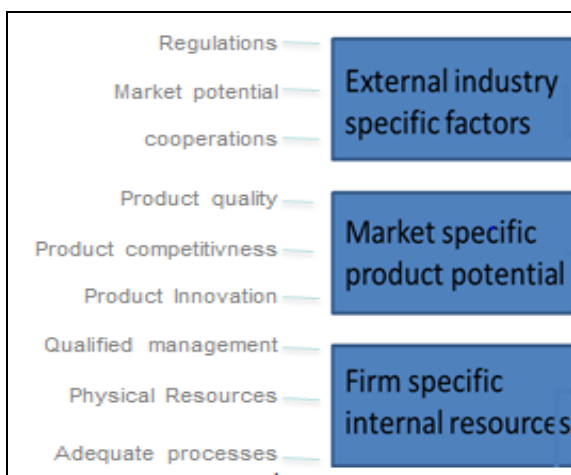 Regulations
Market potential
cooperations
External industry
specific factors
Product quality
Product competitivness
Product Innovation
Market specific
product potential
Qualified management
Physical Resources
Adequate processes
Firm specific
internal resources